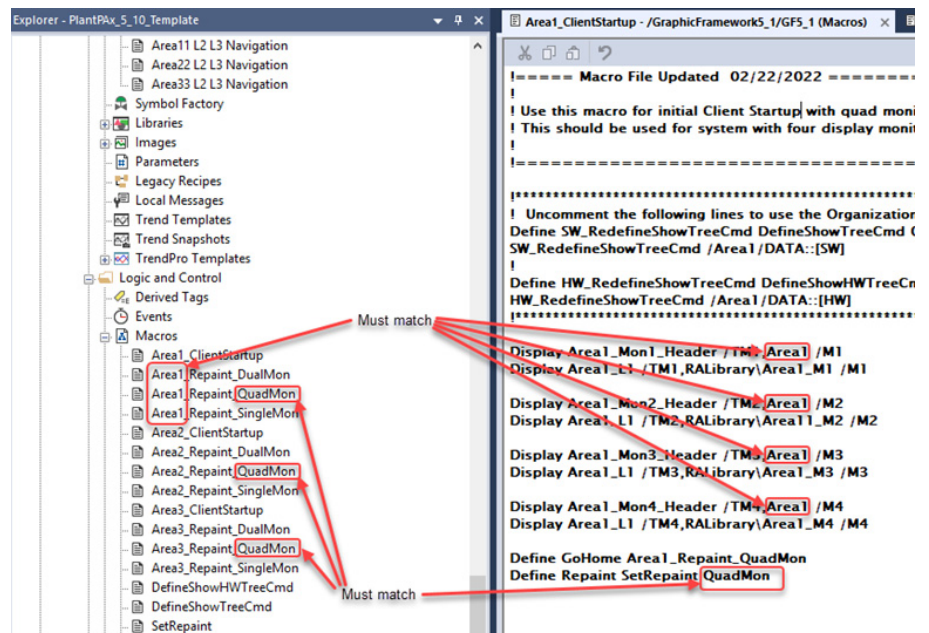 Explorer - PlantPAx_5_10_Template
Area11 L2 L3 Navigation
Area22 L2 L3 Navigation
Area33 L2 L3 Navigation
Symbol Factory
Libraries
Images
Parameters
Legacy Recipes
Local Messages
Trend Templates
Trend Snapshots
TrendPro Templates
Logic and Control
Derived Tags
Events
Macros
Area1_ClientStartup
Area1_Repaint_DualMon
Area1_Repaint_QuadMon
Area1_Repaint_SingleMon
Area2_ClientStartup
Area2_Repaint_DualMon
Area2_Repaint_QuadMon
Area2_Repaint_SingleMon
Area3_ClientStartup
Area3_Repaint_DualMon
Area3_Repaint_QuadMon
Area3_Repaint_SingleMon
DefineShowHWTreeCmd
DefineShowTreeCmd
SetRepaint
Must match
Must match
Area1_ClientStartup - /GraphicFramework5_1/GF5_1 (Macros)
!===== Macro File Updated 02/22/2022 ========
!
! Use this macro for initial Client Startup with quad moni
! This should be used for system with four display monit
!
!========================================
!****************************************************
! Uncomment the following lines to use the Organization
Define SW_RedefineShowTreeCmd DefineShowTreeCmd
SW_RedefineShowTreeCmd /Area1/DATA::[SW]
!
Define HW_RedefineShowTreeCmd DefineShowHWTreeCm
HW_RedefineShowTreeCmd /Area1/DATA::[HW]
!****************************************************
Display Area1_Mon1_Header /TM1,Area1 /M1
Display Area1_L1 /TM1,RALibrary\Area1_M1 /M1
Display Area1_Mon2_Header /TM2,Area1 /M2
Display Area1_L1 /TM2,RALibrary\Area11_M2 /M2
Display Area1_Mon3_Header /TM3,Area1 /M3
Display Area1_L1 /TM3,RALibrary\Area1_M3 /M3
Display Area1_Mon4_Header /TM4,Area1 /M4
Display Area1_L1 /TM4,RALibrary\Area1_M4 /M4
Define GoHome Area1_Repaint_QuadMon
Define Repaint SetRepaint QuadMon